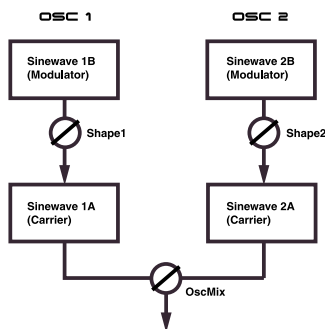 OSC 1
OSC 2
Sinewave 1B
(Modulator)
Sinewave 2B
(Modulator)
Shape1
Shape2
Sinewave 1A
(Carrier)
Sinewave 2A
(Carrier)
OscMix